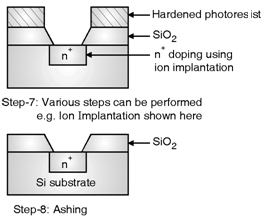 Hardened photoresist
SiO2
n+
n+ doping using
ion implantation
Step-7: Various steps can be performed
e.g. Ion Implantation shown here
SiO2
n+
Si substrate
Step-8: Ashing